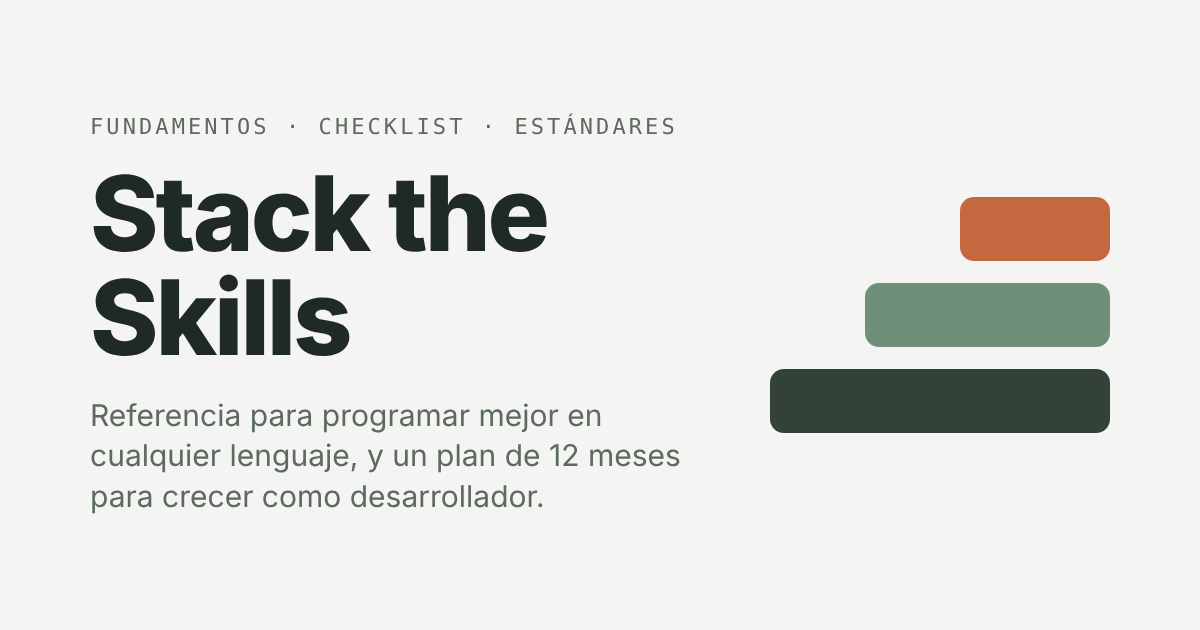 FUNDAMENTOS · CHECKLIST · ESTÁNDARES
Stack the
Skills
Referencia para programar mejor en
cualquier lenguaje, y un plan de 12 meses
para crecer como desarrollador.